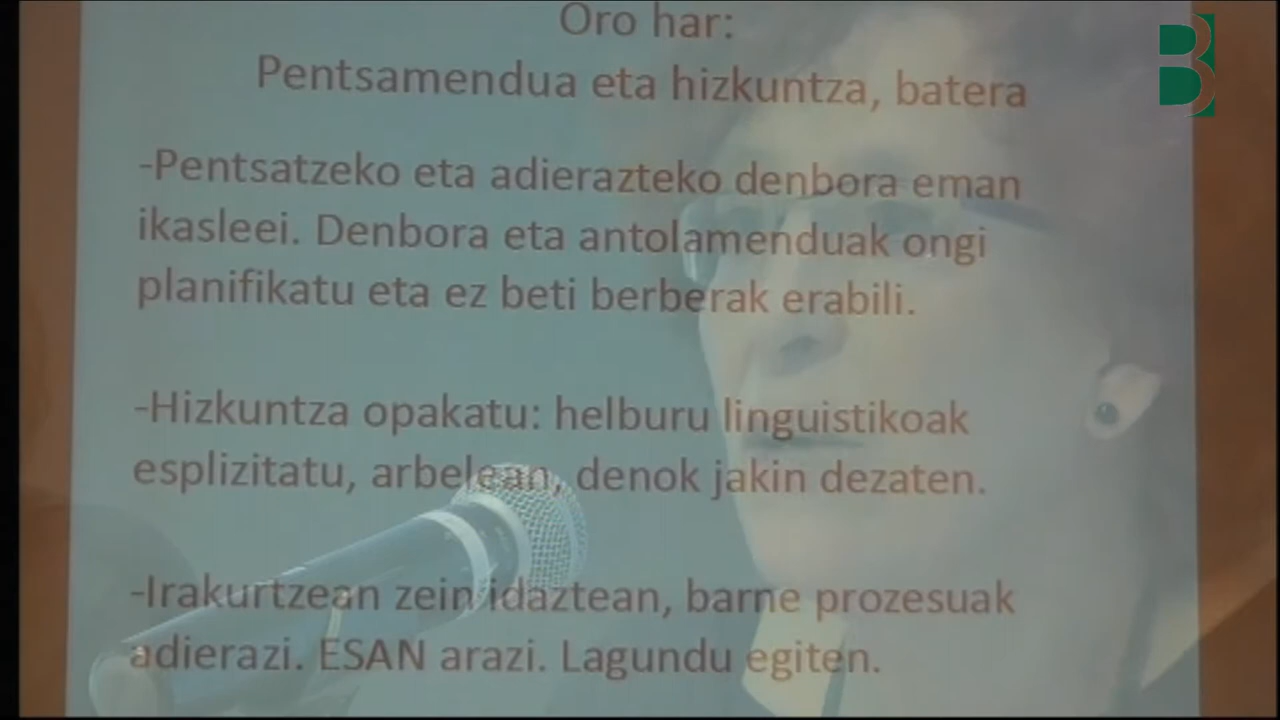 Oro har:
Pentsamendua eta hizkuntza, batera
-Pentsatzeko eta adierazteko denbora eman
ikasleei. Denbora eta antolamenduak ongi
planifikatu eta ez beti berberak erabili.
-Hizkuntza opakatu: helburu linguistikoak
esplizitatu, arbelean, denok jakin dezaten.
-Irakurtzean zein idaztean, barne prozesuak
adierazi. ESAN arazi. Lagundu egiten.
B